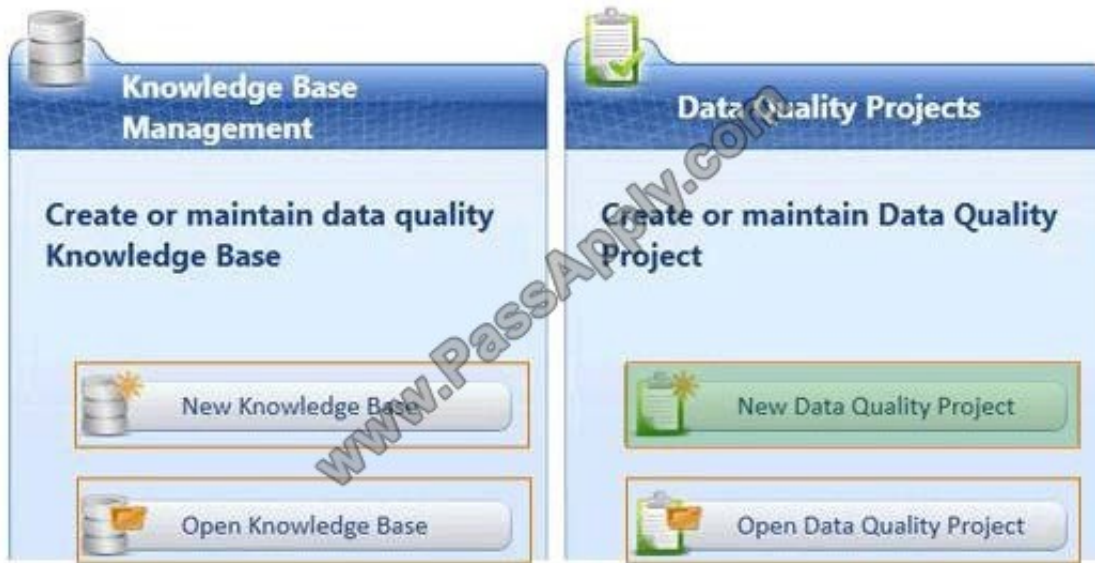 Knowledge Base
Management
Create or maintain data quality
Knowledge Base
New Knowledge Base
Open Knowledge Base
Data Quality Projects
Create or maintain Data Quality
Project
New Data Quality Project
Open Data Quality Project
www.PassApply.com